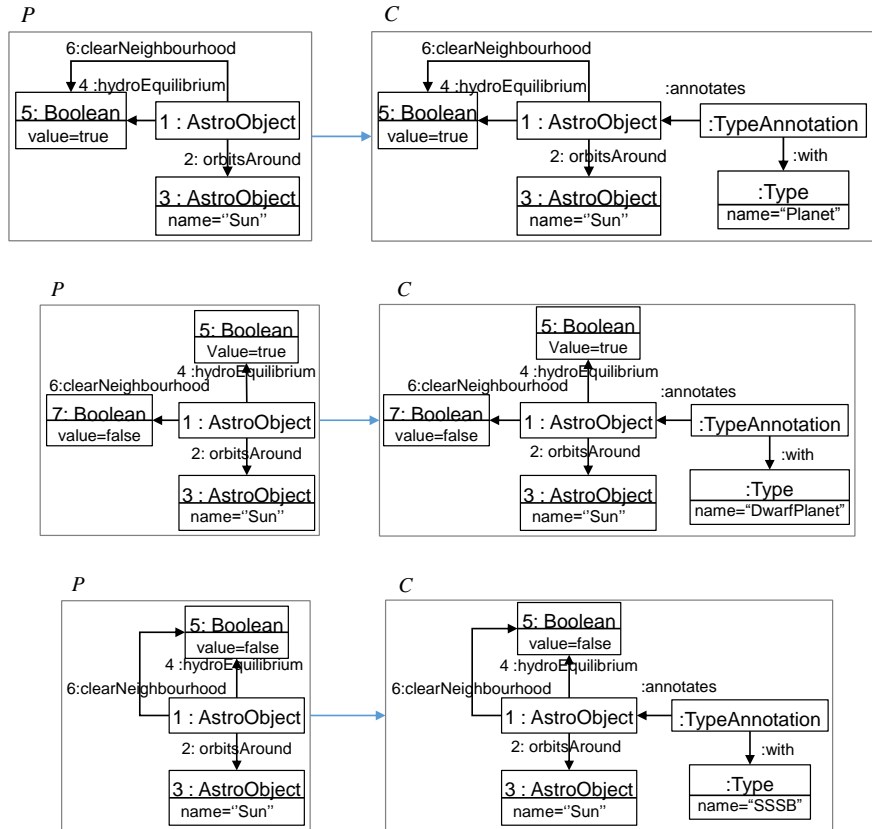 P
C
6:clearNeighbourhood
4 :hydroEquilibrium
5: Boolean
value=true
1 : AstroObject
2: orbitsAround
3 : AstroObject
name=‘’Sun’’
6:clearNeighbourhood
4 :hydroEquilibrium
:annotates
5: Boolean
value=true
1 : AstroObject
:TypeAnnotation
2: orbitsAround
:with
3 : AstroObject
name=‘’Sun’’
:Type
name=“Planet”
P
C
5: Boolean
Value=true
4 :hydroEquilibrium
6:clearNeighbourhood
7: Boolean
value=false
1 : AstroObject
2: orbitsAround
3 : AstroObject
name=‘’Sun’’
5: Boolean
Value=true
4 :hydroEquilibrium
6:clearNeighbourhood
:annotates
7: Boolean
value=false
1 : AstroObject
:TypeAnnotation
2: orbitsAround
:with
3 : AstroObject
name=‘’Sun’’
:Type
name=“DwarfPlanet”
P
C
5: Boolean
value=false
4 :hydroEquilibrium
6:clearNeighbourhood
1 : AstroObject
2: orbitsAround
3 : AstroObject
name=‘’Sun’’
5: Boolean
value=false
4 :hydroEquilibrium
6:clearNeighbourhood
:annotates
1 : AstroObject
:TypeAnnotation
2: orbitsAround
:with
3 : AstroObject
name=‘’Sun’’
:Type
name=“SSSB”